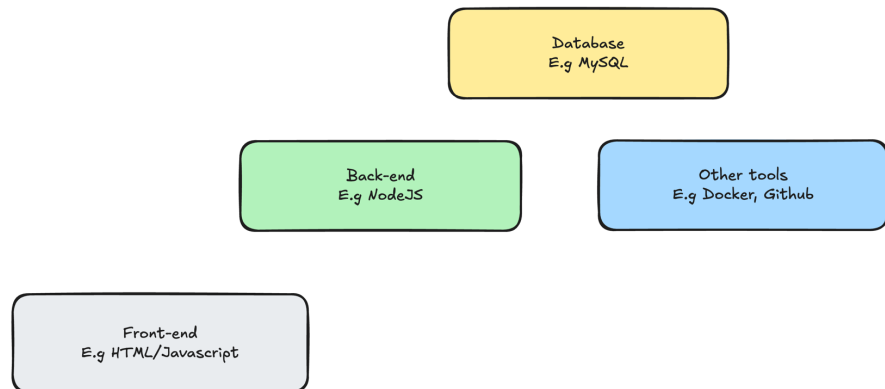 Database
E.g MySQL
Back-end
E.g NodeJS
Other tools
E.g Docker, Github
Front-end
E.g HTML/Javascript